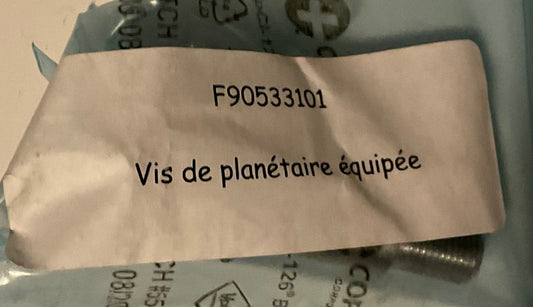 F90533101
Vis de planétaire équipée